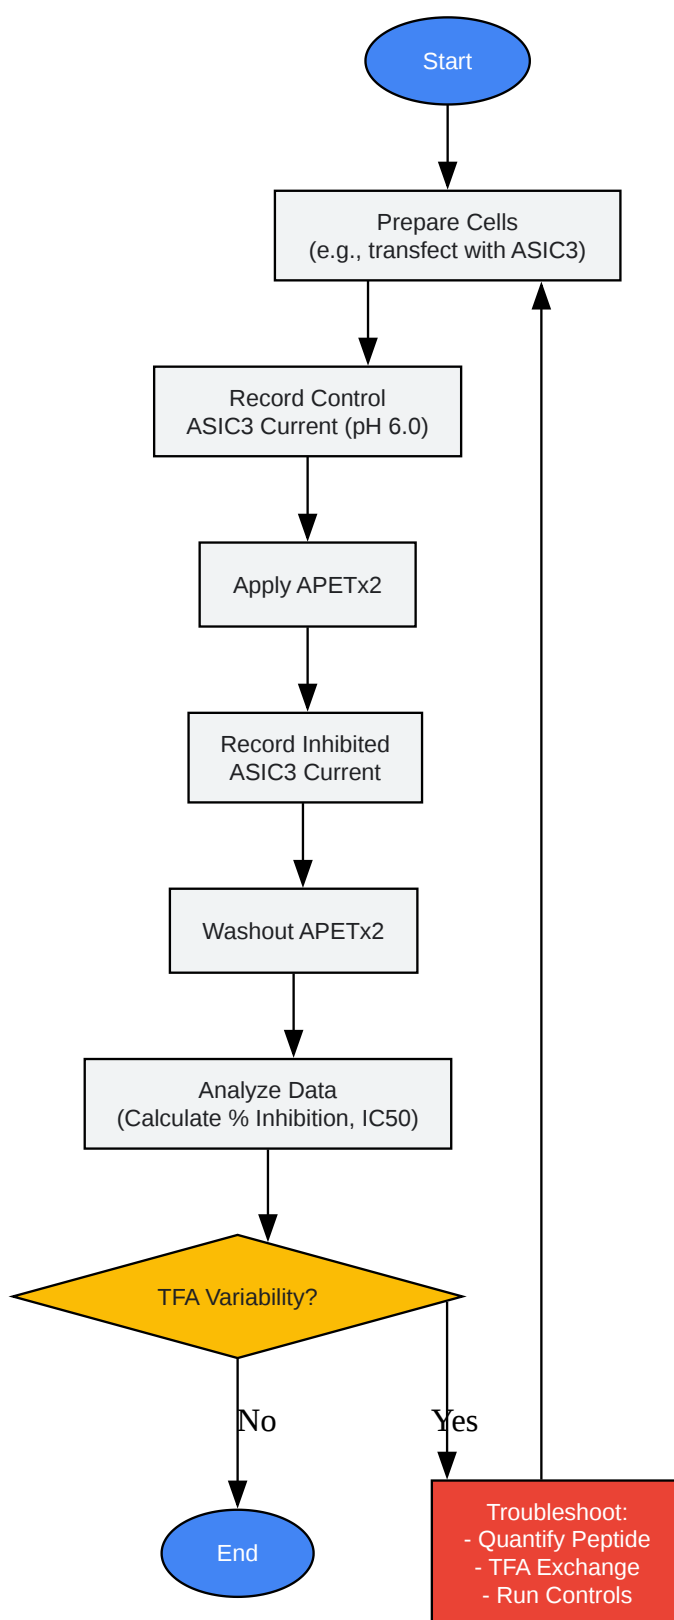 Start
Prepare Cells
(e.g., transfect with ASIC3)
Record Control
ASIC3 Current (pH 6.0)
Apply APETx2
Record Inhibited
ASIC3 Current
Washout APETx2
Analyze Data
(Calculate % Inhibition, IC50)
TFA Variability?
No
Yes
End
Troubleshoot:
- Quantify Peptide
- TFA Exchange
- Run Controls